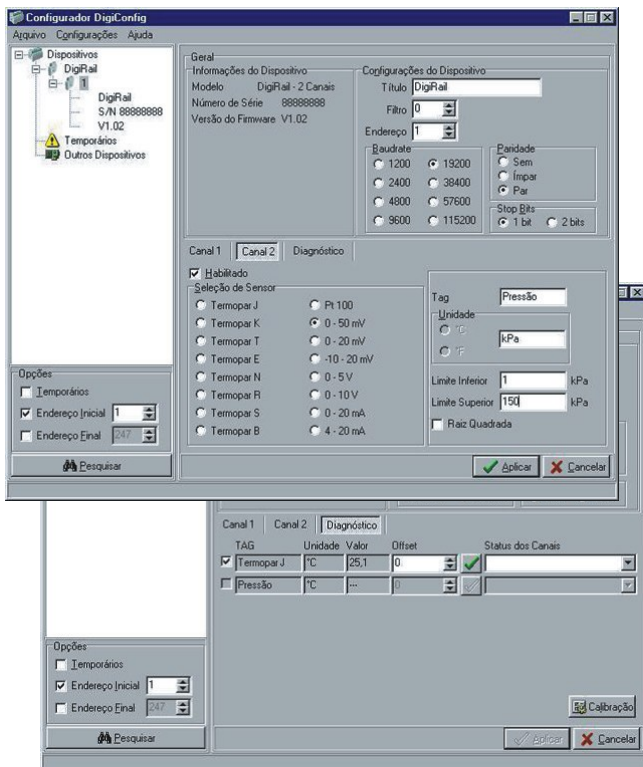 Configurador DigiConfig
Arquivo Configurações Ajuda
Dispositivos
DigiRail
1
DigiRail
S/N 88888888
V1.02
Temporários
Outros Dispositivos
Geral
Informações do Dispositivo
Modelo DigiRail - 2 Canais
Número de Série 88888888
Versão do Firmware V1.02
Configurações do Dispositivo
Título DigiRail
Filtro 0
Endereço 1
Baudrate
1200 19200
2400 38400
4800 57600
9600 115200
Paridade
Sem
Ímpar
Par
Stop Bits
1 bit 2 bits
Canal 1 Canal 2 Diagnóstico
Habilitado
Seleção de Sensor
Termopar J Pt 100
Termopar K 0 - 50 mV
Termopar T 0 - 20 mV
Termopar E -10 - 20 mV
Termopar N 0 - 5 V
Termopar R 0 - 10 V
Termopar S 0 - 20 mA
Termopar B 4 - 20 mA
Tag Pressão
Unidade
°C
°F
kPa
Limite Inferior 1 kPa
Limite Superior 150 kPa
Raiz Quadrada
Opções
Temporários
Endereço Inicial 1
Endereço Final 247
Pesquisar
Aplicar Cancelar
Canal 1 Canal 2 Diagnóstico
TAG Unidade Valor Offset Status dos Canais
Termopar J °C 25,1 0
Pressão °C --- 0
Opções
Temporários
Endereço Inicial 1
Endereço Final 247
Calibração
Pesquisar
Aplicar Cancelar